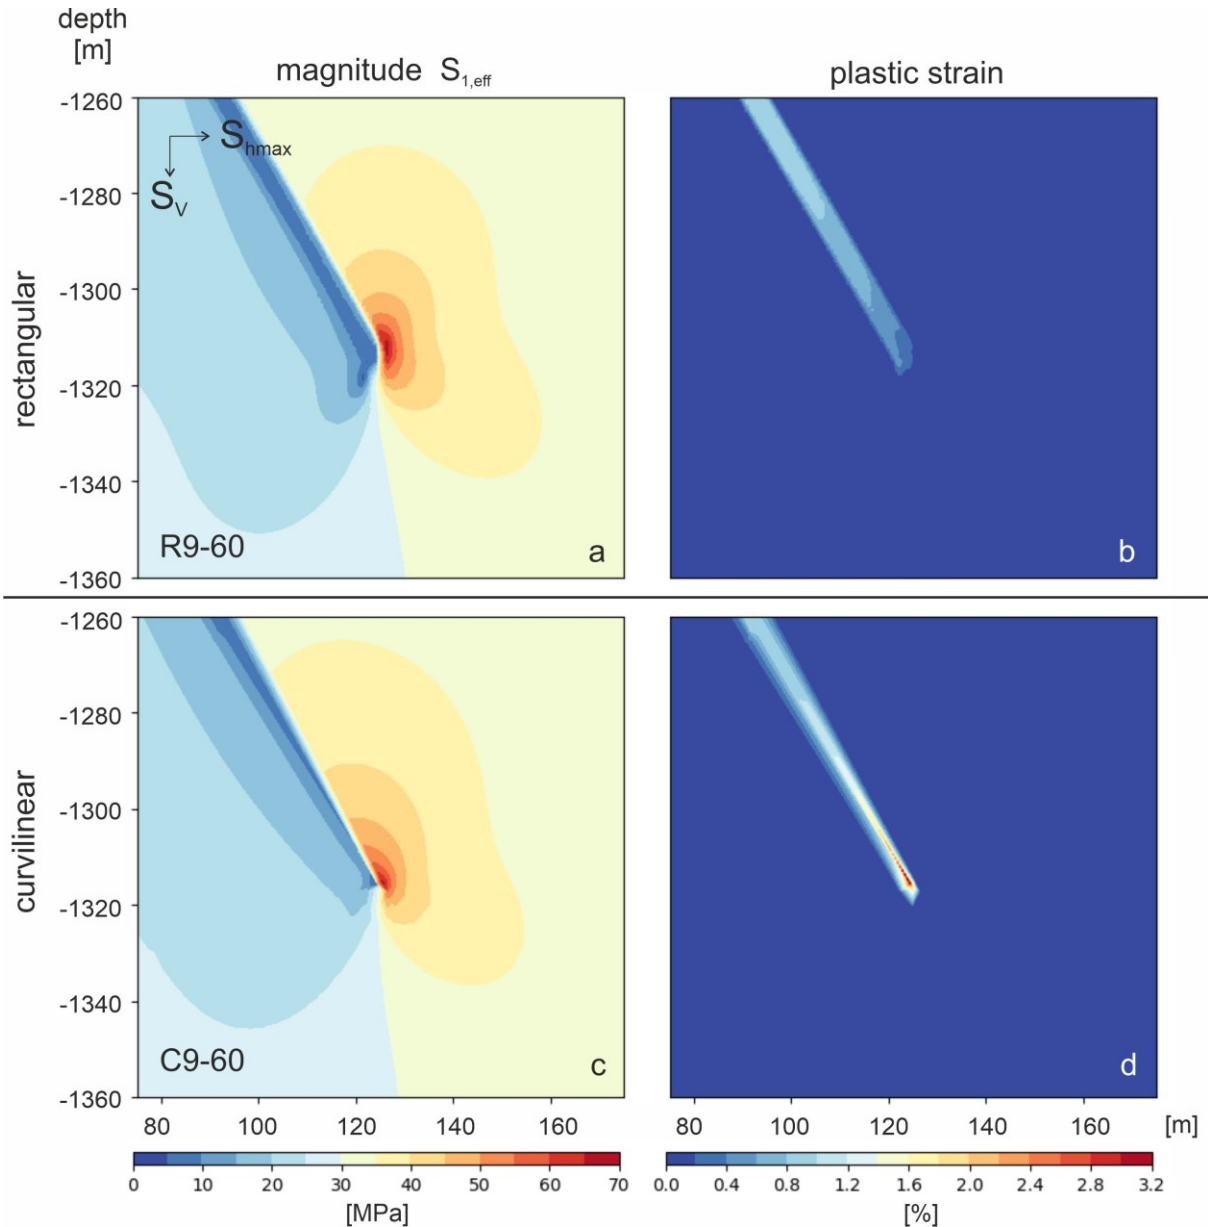 depth
[m]
magnitude S1,eff
plastic strain
-1260
-1280
-1300
-1320
-1340
-1360
Shmax
SV
rectangular
R9-60
a
b
-1260
-1280
-1300
-1320
-1340
-1360
curvilinear
C9-60
c
d
80 100 120 140 160
80 100 120 140 160 [m]
0 10 20 30 40 50 60 70
[MPa]
0.0 0.4 0.8 1.2 1.6 2.0 2.4 2.8 3.2
[%]